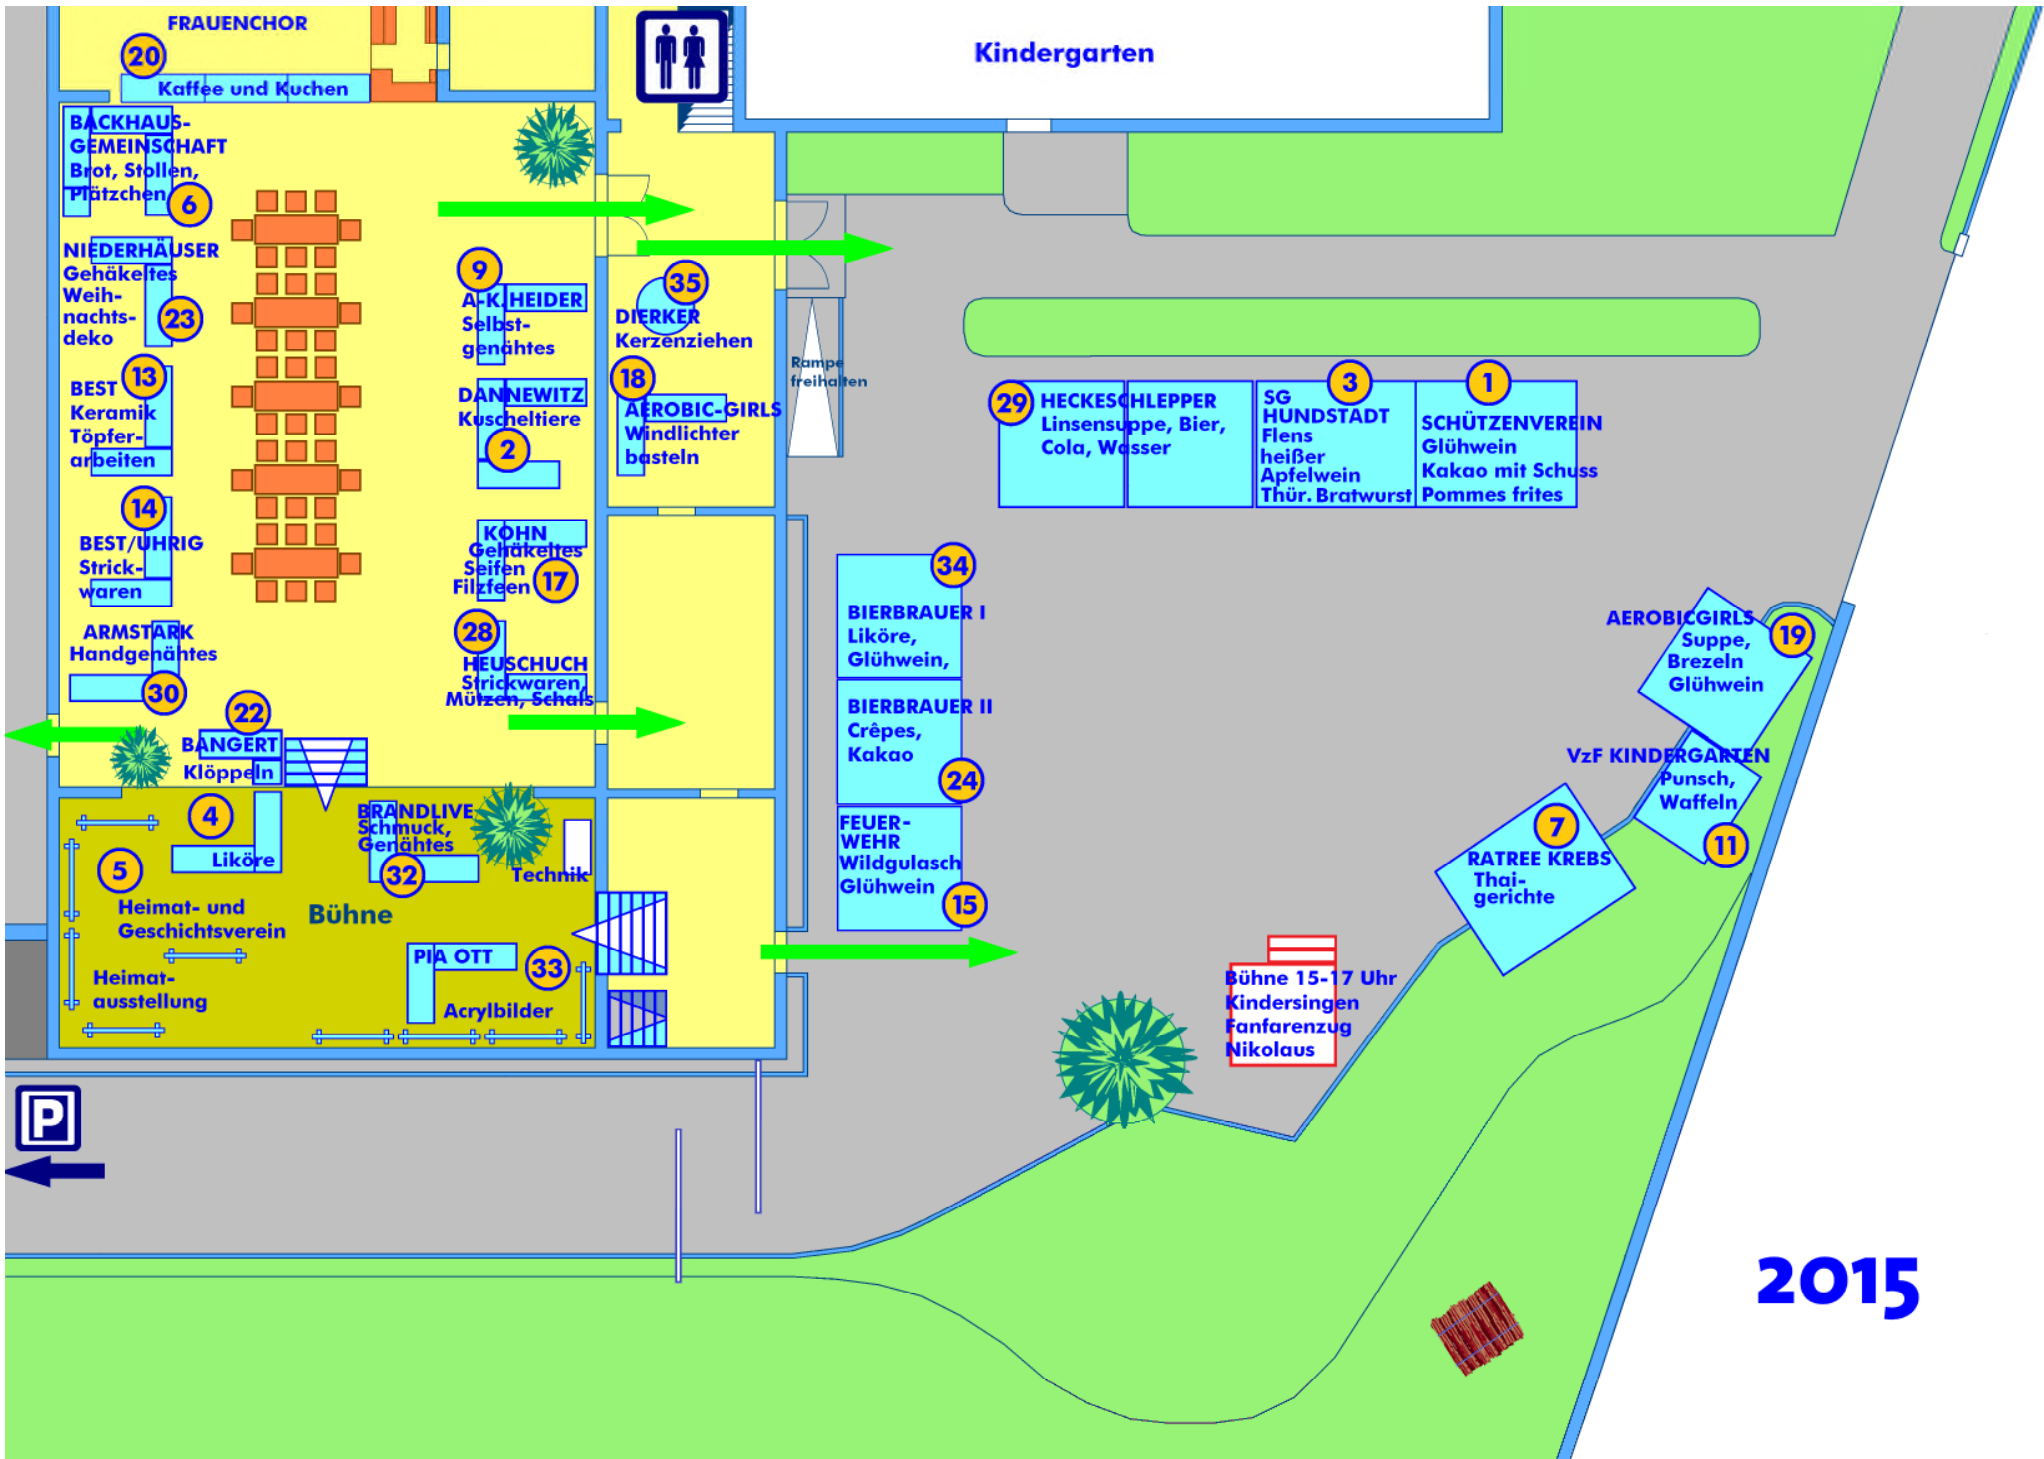 FRAUENCHOR
20
Kaffee und Kuchen
Kindergarten
BACKHAUS-
GEMEINSCHAFT
Brot, Stollen,
Plätzchen
6
NIEDERHÄUSER
Gehäkeltes
Weih-
nachts-
deko
23
13
BEST
Keramik
Töpfer-
arbeiten
14
BEST/UHRIG
Strick-
waren
ARMSTARK
Handgenähtes
30
22
BANGERT
Klöppeln
9
A-K. HEIDER
Selbst-
genähtes
DANNEWITZ
Kuscheltiere
2
KOHN
Gehäkeltes
Seifen
Filzfeen
17
28
HEUSCHUCH
Strickwaren,
Mützen, Schals
35
DIERKER
Kerzenziehen
18
AEROBIC-GIRLS
Windlichter
basteln
Rampe
freihalten
29
HECKESCHLEPPER
Linsensuppe, Bier,
Cola, Wasser
3
SG
HUNDSTADT
Flens
heißer
Apfelwein
Thür. Bratwurst
1
SCHÜTZENVEREIN
Glühwein
Kakao mit Schuss
Pommes frites
34
BIERBRAUER I
Liköre,
Glühwein,
BIERBRAUER II
Crêpes,
Kakao
24
FEUER-
WEHR
Wildgulasch
Glühwein
15
AEROBICGIRLS
19
Suppe,
Brezeln
Glühwein
VzF KINDERGARTEN
Punsch,
Waffeln
11
7
RATREE KREBS
Thai-
gerichte
4
Liköre
5
Heimat- und
Geschichtsverein
Heimat-
ausstellung
BRANDLIVE
Schmuck,
Genähtes
32
Technik
Bühne
PIA OTT
33
Acrylbilder
Bühne 15-17 Uhr
Kindersingen
Fanfarenzug
Nikolaus
P
2015